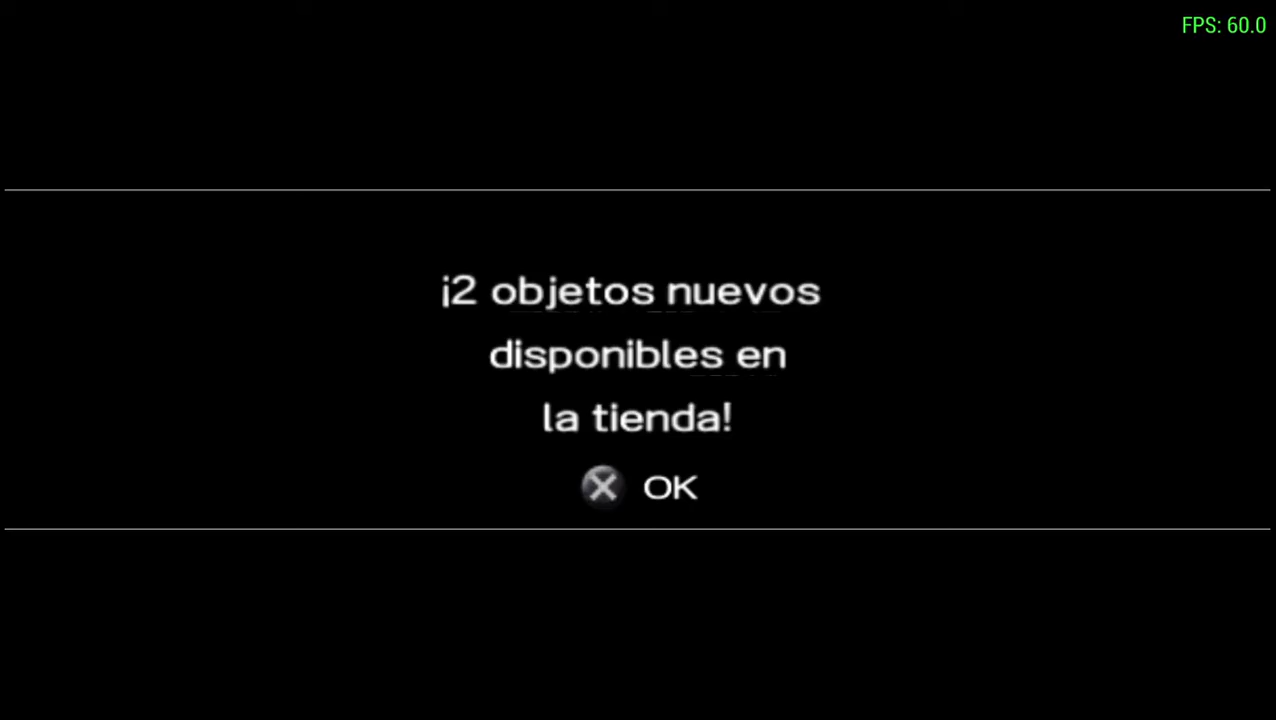 FPS: 60.0
¡2 objetos nuevos
disponibles en
la tienda!
OK